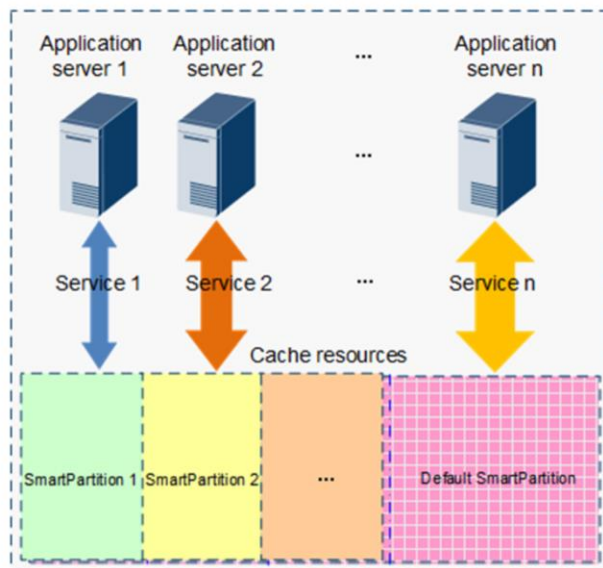 Application server 1
Application server 2
...
Application server n
...
Service 1
Service 2
...
Service n
Cache resources
SmartPartition 1
SmartPartition 2
...
Default SmartPartition